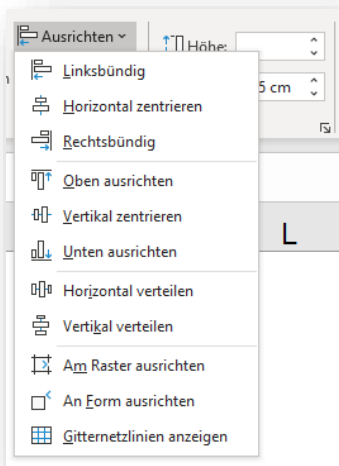 Ausrichten
Höhe:
Linksbündig
5 cm
Horizontal zentrieren
Rechtsbündig
Oben ausrichten
Vertikal zentrieren
L
Unten ausrichten
Horizontal verteilen
Vertikal verteilen
Am Raster ausrichten
An Form ausrichten
Gitternetzlinien anzeigen